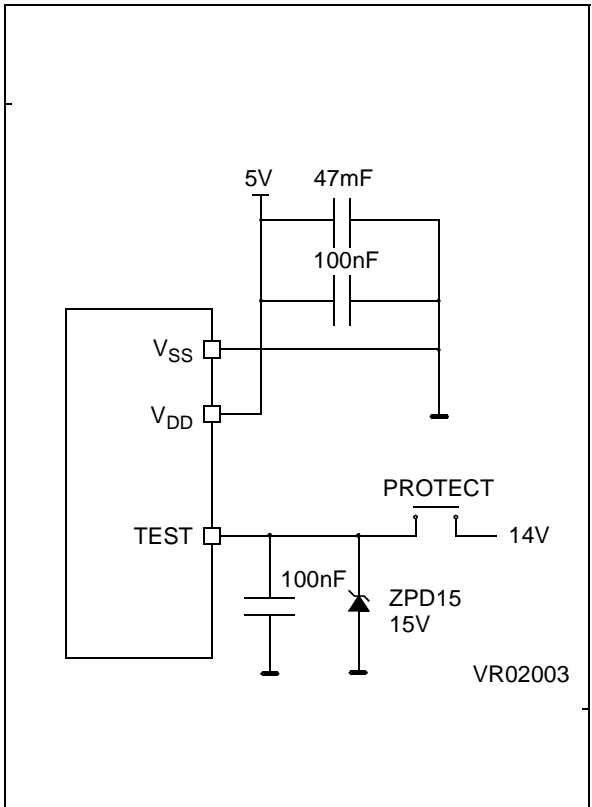 5V 47mF
100nF
VSS
VDD
PROTECT
TEST 14V
100nF ZPD15
15V
VR02003